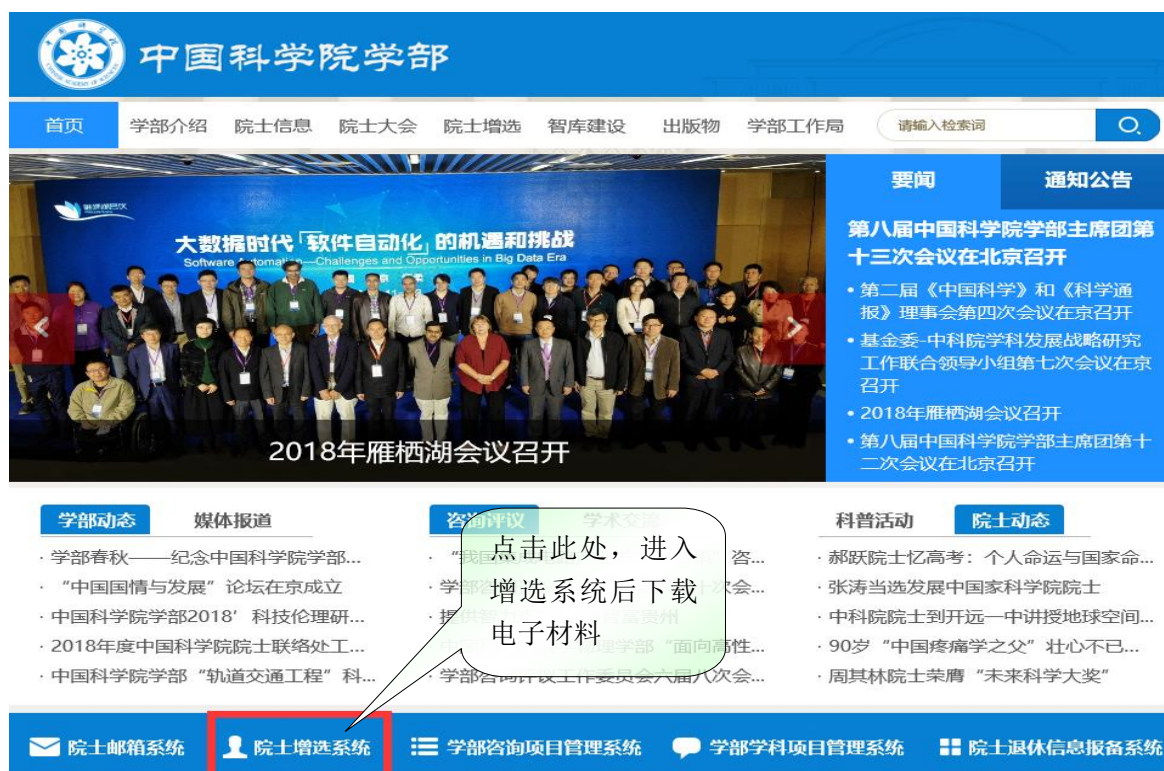 中国科学院学部
首页 学部介绍 院士信息 院士大会 院士增选 智库建设 出版物 学部工作局 请输入检索词
大数据时代「软件自动化」的机遇和挑战
Software Automation—Challenges and Opportunities in Big Data Era
2018年雁栖湖会议召开
要闻 通知公告
第八届中国科学院学部主席团第
十三次会议在北京召开
•第二届《中国科学》和《科学通
报》理事会第四次会议在京召开
•基金委-中科院学科发展战略研究
工作联合领导小组第七次会议在京
召开
•2018年雁栖湖会议召开
•第八届中国科学院学部主席团第十
二次会议在北京召开
学部动态 媒体报道
·学部春秋——纪念中国科学院学部...
·“中国国情与发展”论坛在京成立
·中国科学院学部2018’科技伦理研...
·2018年度中国科学院院士联络处工...
·中国科学院学部“轨道交通工程”科...
咨询评议 学术交流
点击此处，进入
增选系统后下载
电子材料
·学部咨询评议工作委员会六届八次会...
科普活动 院士动态
·郝跃院士忆高考：个人命运与国家命...
·张涛当选发展中国家科学院院士
·中科院院士到开远一中讲授地球空间...
·90岁“中国疼痛学之父”壮心不已...
·周其林院士荣膺“未来科学大奖”
院士邮箱系统 院士增选系统 学部咨询项目管理系统 学部学科项目管理系统 院士退休信息报备系统